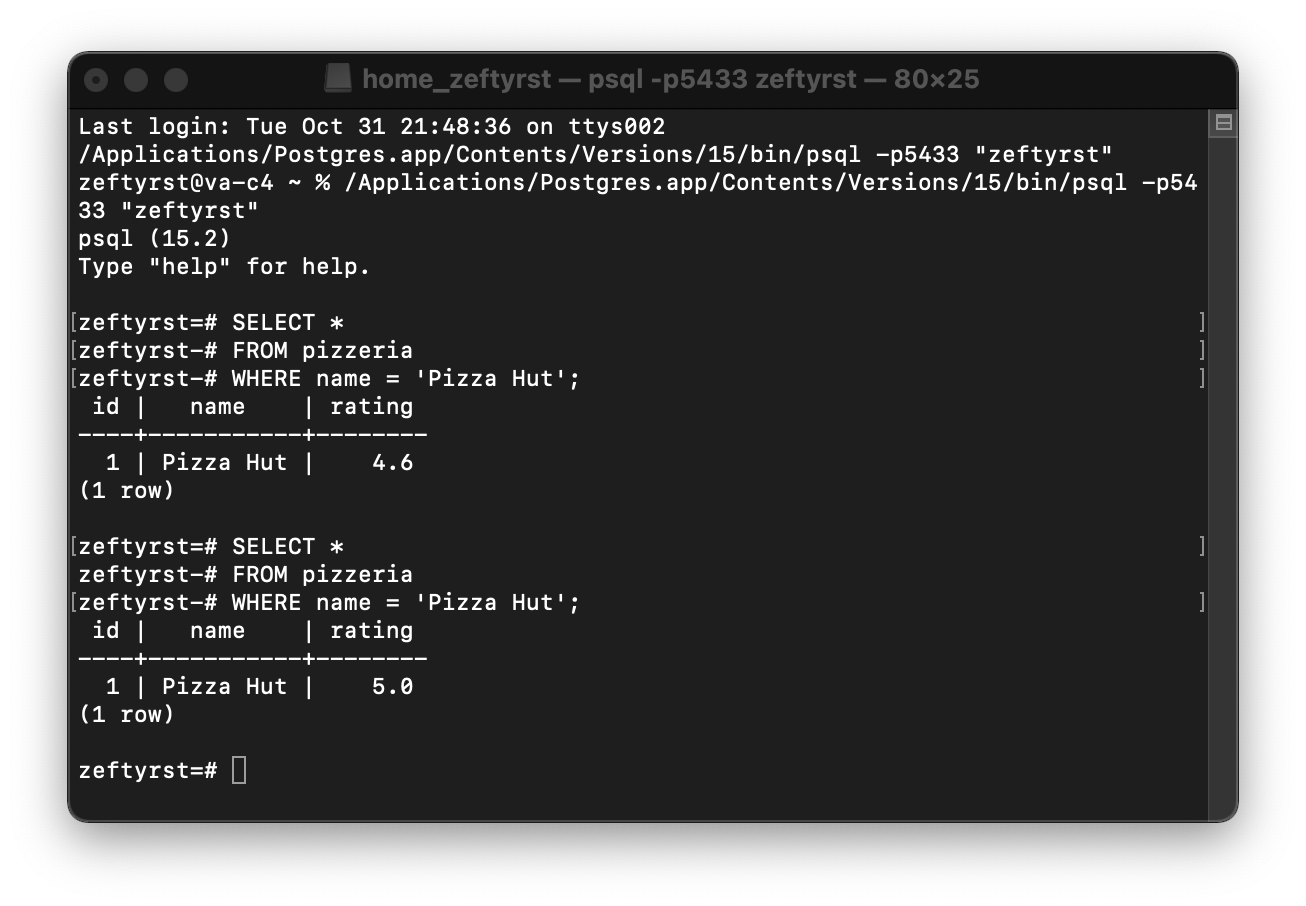 home_zeftyrst — psql -p5433 zeftyrst — 80×25
Last login: Tue Oct 31 21:48:36 on ttys002
/Applications/Postgres.app/Contents/Versions/15/bin/psql -p5433 "zeftyrst"
zeftyrst@va-c4 ~ % /Applications/Postgres.app/Contents/Versions/15/bin/psql -p54
33 "zeftyrst"
psql (15.2)
Type "help" for help.

[zeftyrst=# SELECT * ]
[zeftyrst-# FROM pizzeria ]
[zeftyrst-# WHERE name = 'Pizza Hut'; ]
 id |   name    | rating
----+-----------+--------
  1 | Pizza Hut |    4.6
(1 row)

[zeftyrst=# SELECT * ]
zeftyrst-# FROM pizzeria
[zeftyrst-# WHERE name = 'Pizza Hut'; ]
 id |   name    | rating
----+-----------+--------
  1 | Pizza Hut |    5.0
(1 row)

zeftyrst=#